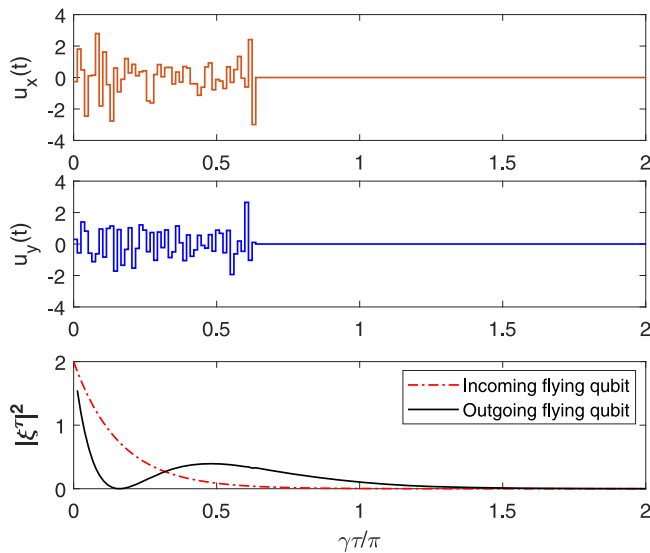 4
2
0
-2
-4
u_x(t)
0 0.5 1 1.5 2
4
2
0
-2
-4
u_y(t)
0 0.5 1 1.5 2
2
1
0
|ξ^τ|²
Incoming flying qubit
Outgoing flying qubit
0 0.5 1 1.5 2
γτ/π